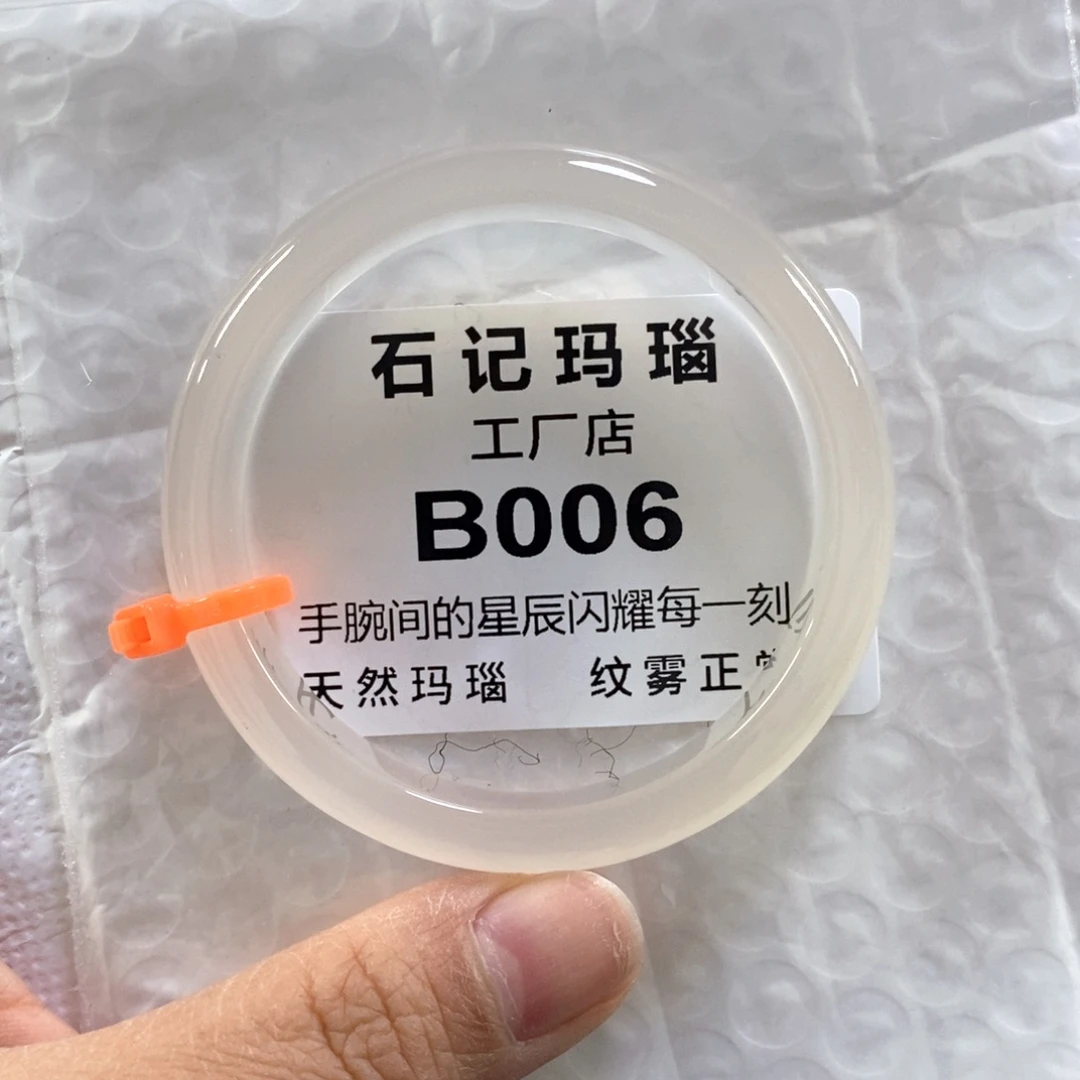 石记玛瑙
工厂店
B006
手腕间的星辰闪耀每一刻
天然玛瑙 纹雾正